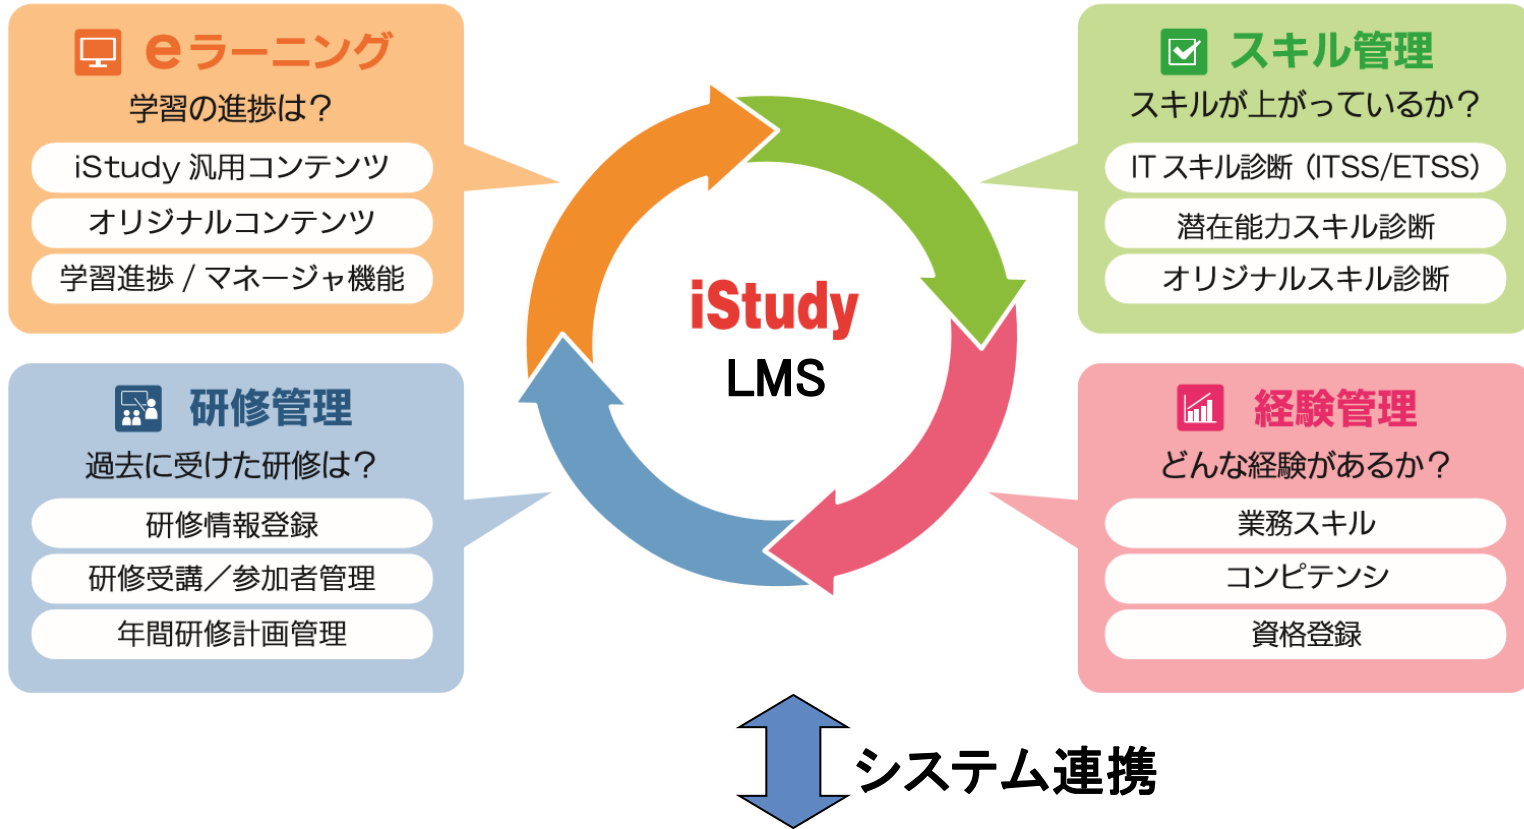 eラーニング
学習の進捗は？
iStudy 汎用コンテンツ
オリジナルコンテンツ
学習進捗 / マネージャ機能
スキル管理
スキルが上がっているか？
IT スキル診断（ITSS/ETSS）
潜在能力スキル診断
オリジナルスキル診断
iStudy
LMS
研修管理
過去に受けた研修は？
研修情報登録
研修受講／参加者管理
年間研修計画管理
経験管理
どんな経験があるか？
業務スキル
コンピテンシ
資格登録
システム連携